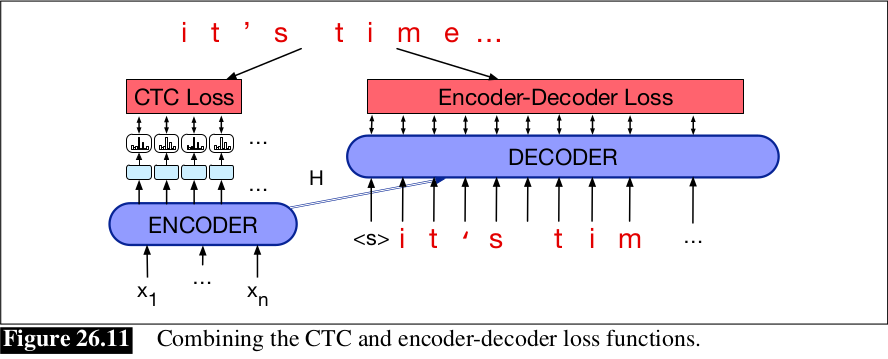 i t ’ s t i m e ...
CTC Loss
Encoder-Decoder Loss
...
DECODER
...
H
ENCODER
<s> i t ‘ s t i m ...
x1 ... xn
Figure 26.11 Combining the CTC and encoder-decoder loss functions.